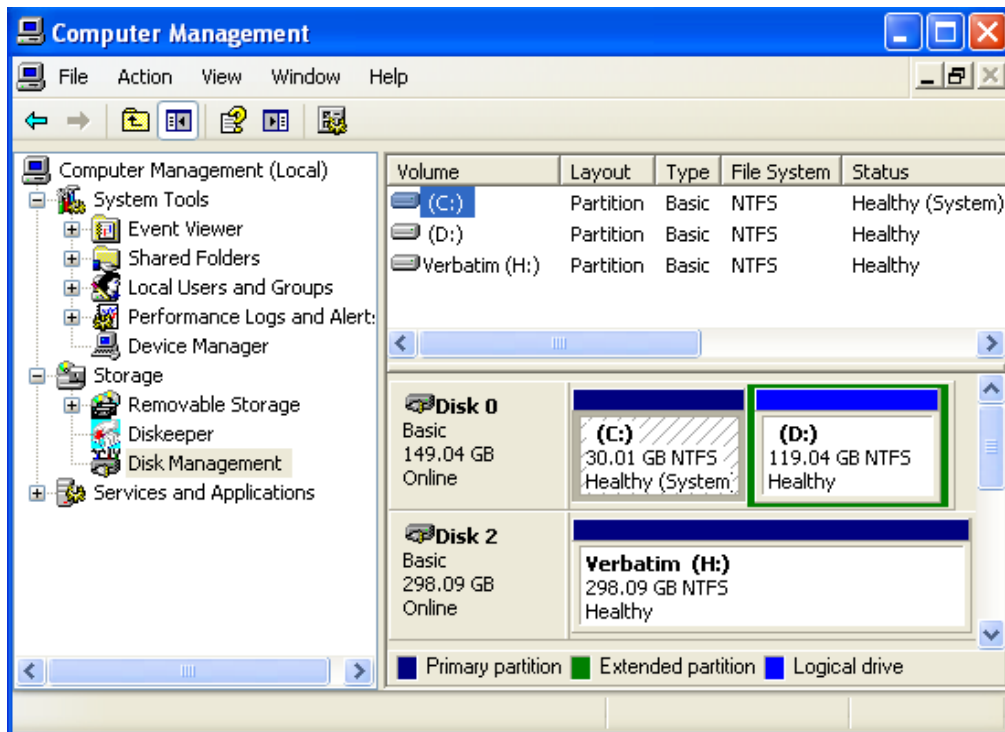 Computer Management
File Action View Window Help
Computer Management (Local)
System Tools
Event Viewer
Shared Folders
Local Users and Groups
Performance Logs and Alert:
Device Manager
Storage
Removable Storage
Diskeeper
Disk Management
Services and Applications
Volume Layout Type File System Status
(C:) Partition Basic NTFS Healthy (System)
(D:) Partition Basic NTFS Healthy
Verbatim (H:) Partition Basic NTFS Healthy
Disk 0
Basic
149.04 GB
Online
(C:)
30.01 GB NTFS
Healthy (System
(D:)
119.04 GB NTFS
Healthy
Disk 2
Basic
298.09 GB
Online
Verbatim (H:)
298.09 GB NTFS
Healthy
Primary partition Extended partition Logical drive